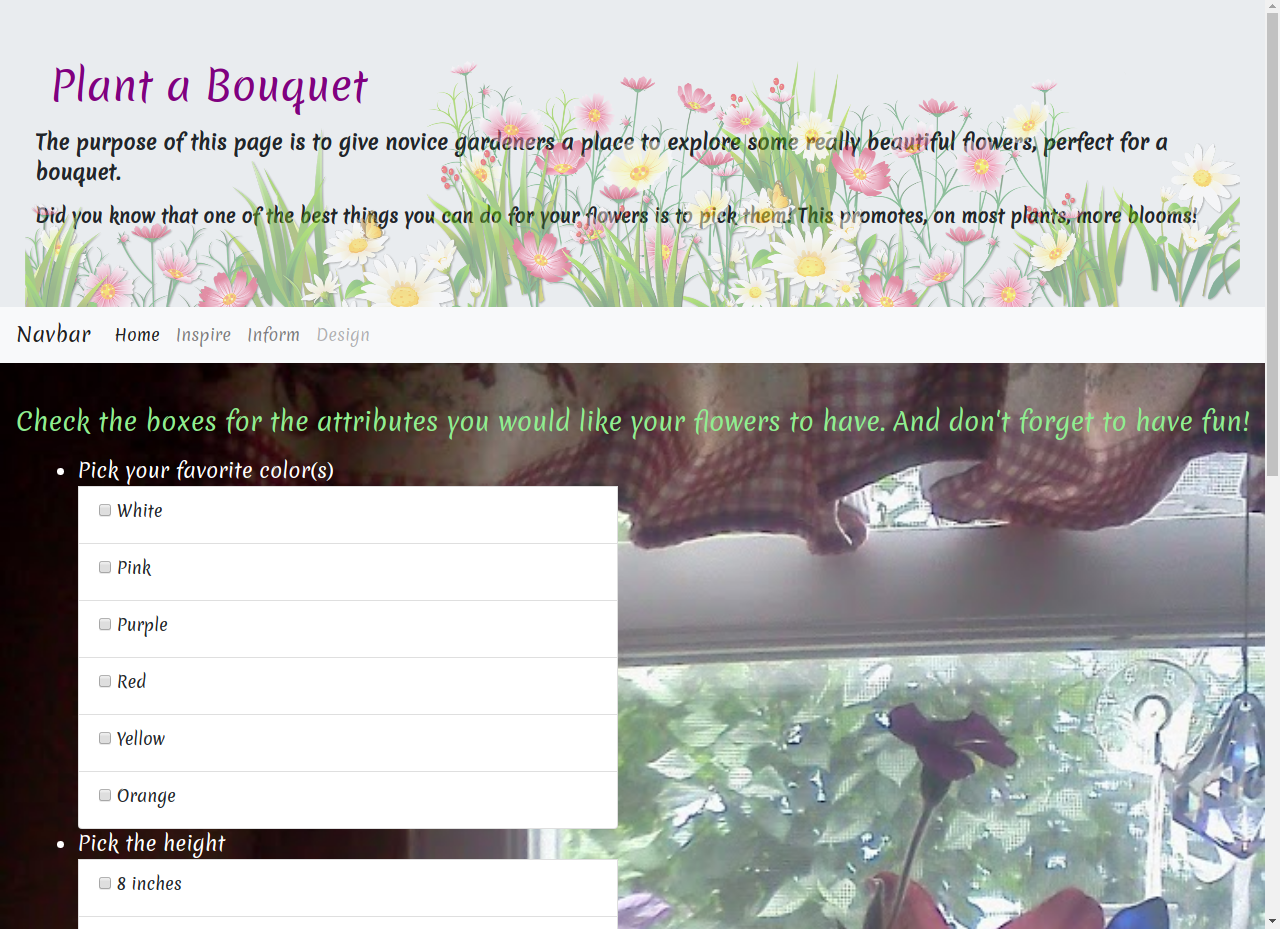 Plant a Bouquet
The purpose of this page is to give novice gardeners a place to explore some really beautiful flowers, perfect for a
bouquet.
Did you know that one of the best things you can do for your flowers is to pick them! This promotes, on most plants, more blooms!
Navbar Home Inspire Inform Design
Check the boxes for the attributes you would like your flowers to have. And don't forget to have fun!
Pick your favorite color(s)
White
Pink
Purple
Red
Yellow
Orange
Pick the height
8 inches